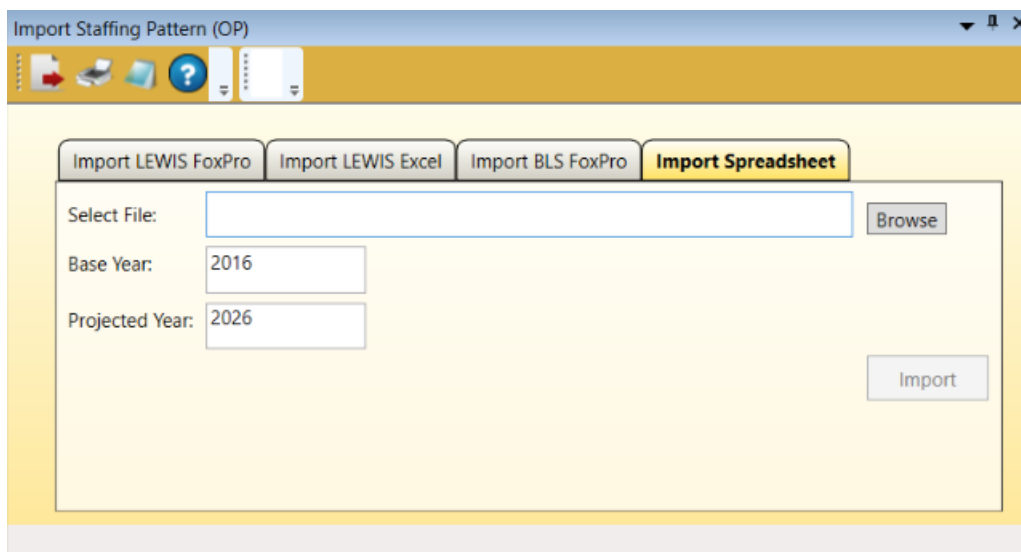 Import Staffing Pattern (OP)
?
Import LEWIS FoxPro Import LEWIS Excel Import BLS FoxPro Import Spreadsheet
Select File: Browse
Base Year: 2016
Projected Year: 2026
Import